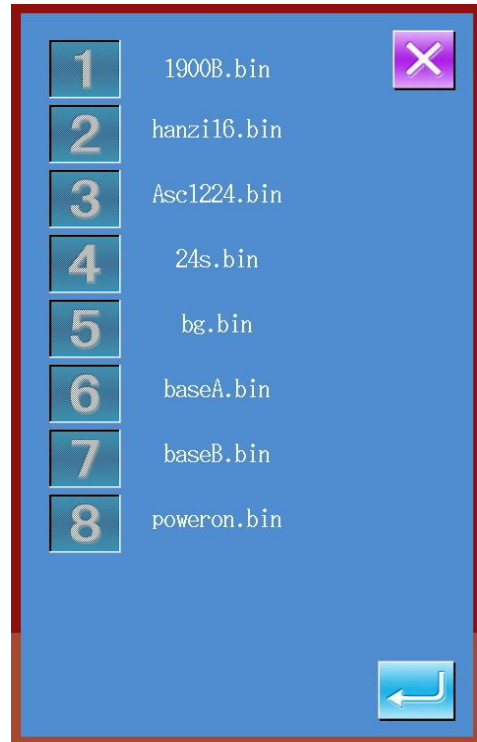 1 1900B.bin
2 hanzi16.bin
3 Asc1224.bin
4 24s.bin
5 bg.bin
6 baseA.bin
7 baseB.bin
8 poweron.bin